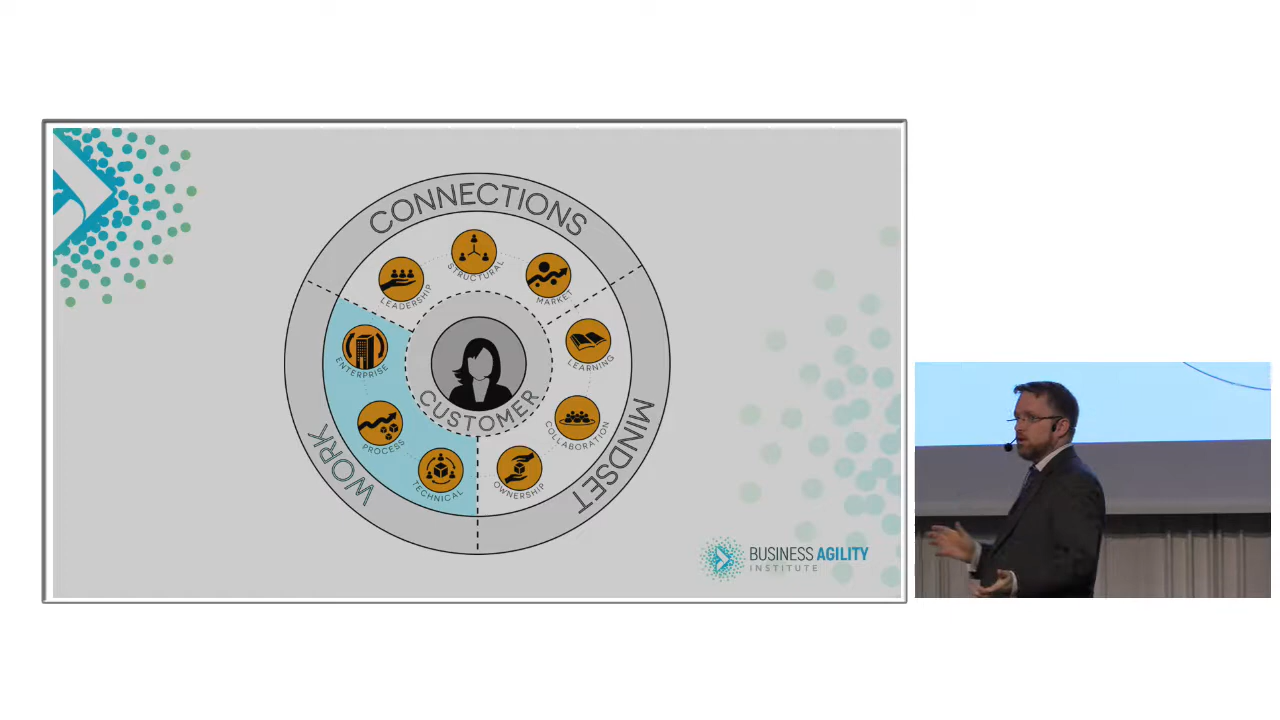 CONNECTIONS
STRUCTURAL
LEADERSHIP
MARKET
ENTERPRISE
LEARNING
CUSTOMER
PROCESS
COLLABORATION
TECHNICAL
OWNERSHIP
WORK
MINDSET
BUSINESS AGILITY
INSTITUTE